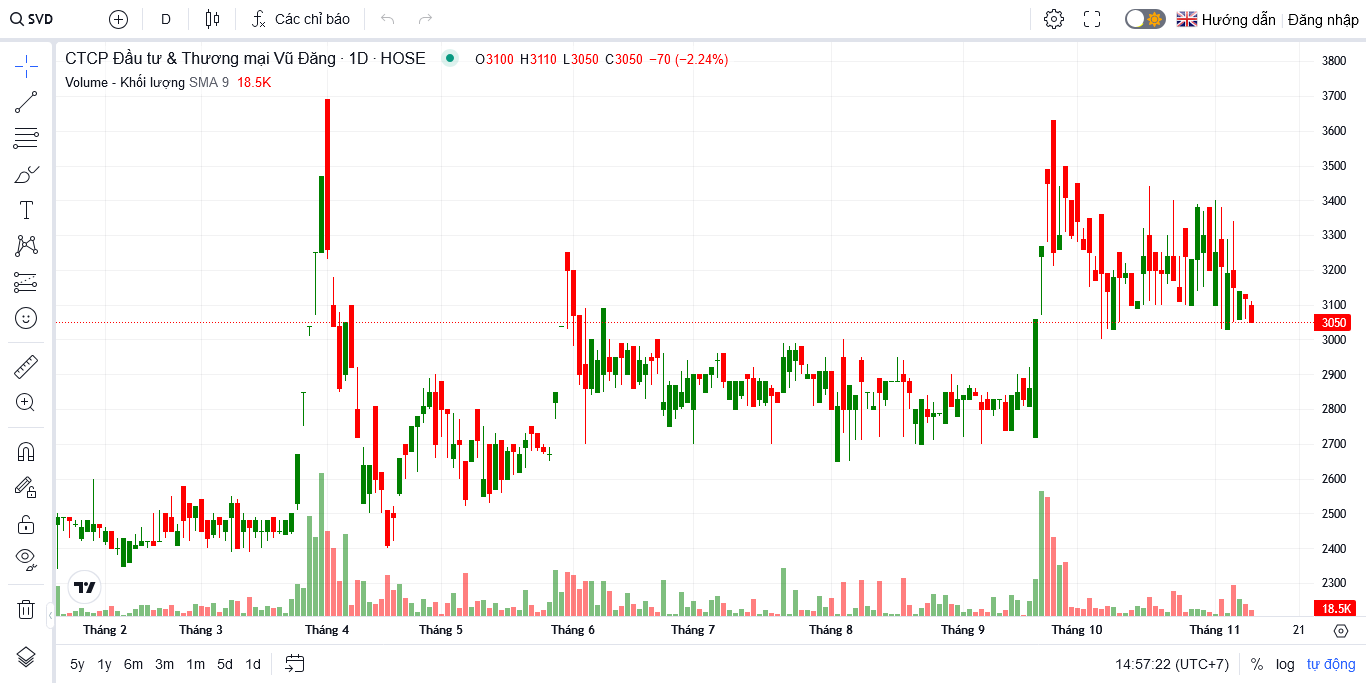 SVD D Các chỉ báo Hướng dẫn Đăng nhập
CTCP Đầu tư & Thương mại Vũ Đăng · 1D · HOSE O3100 H3110 L3050 C3050 −70 (−2.24%)
Volume - Khối lượng SMA 9 18.5K
3800
3700
3600
3500
3400
3300
3200
3100
3050
3000
2900
2800
2700
2600
2500
2400
2300
18.5K
Tháng 2 Tháng 3 Tháng 4 Tháng 5 Tháng 6 Tháng 7 Tháng 8 Tháng 9 Tháng 10 Tháng 11 21
5y 1y 6m 3m 1m 5d 1d 14:57:22 (UTC+7) % log tự động